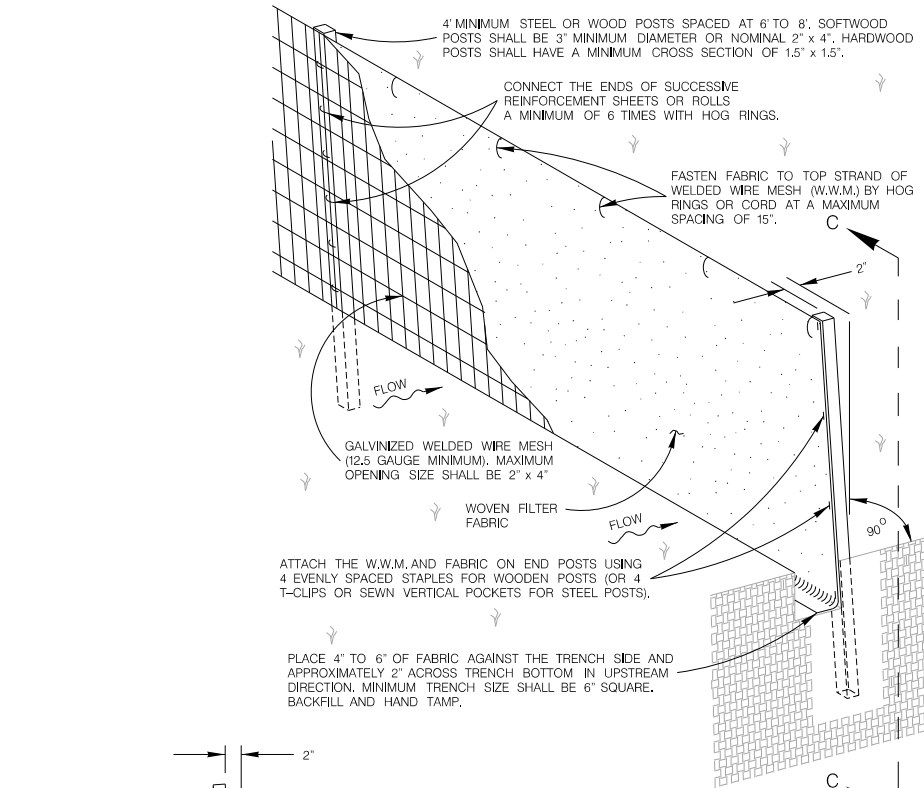 4' MINIMUM STEEL OR WOOD POSTS SPACED AT 6' TO 8'. SOFTWOOD
POSTS SHALL BE 3" MINIMUM DIAMETER OR NOMINAL 2" x 4". HARDWOOD
POSTS SHALL HAVE A MINIMUM CROSS SECTION OF 1.5" x 1.5".
CONNECT THE ENDS OF SUCCESSIVE
REINFORCEMENT SHEETS OR ROLLS
A MINIMUM OF 6 TIMES WITH HOG RINGS.
FASTEN FABRIC TO TOP STRAND OF
WELDED WIRE MESH (W.W.M.) BY HOG
RINGS OR CORD AT A MAXIMUM
SPACING OF 15".
C
2"
FLOW
GALVINIZED WELDED WIRE MESH
(12.5 GAUGE MINIMUM). MAXIMUM
OPENING SIZE SHALL BE 2" x 4"
WOVEN FILTER
FABRIC
FLOW
90°
ATTACH THE W.W.M. AND FABRIC ON END POSTS USING
4 EVENLY SPACED STAPLES FOR WOODEN POSTS (OR 4
T-CLIPS OR SEWN VERTICAL POCKETS FOR STEEL POSTS).
PLACE 4" TO 6" OF FABRIC AGAINST THE TRENCH SIDE AND
APPROXIMATELY 2" ACROSS TRENCH BOTTOM IN UPSTREAM
DIRECTION. MINIMUM TRENCH SIZE SHALL BE 6" SQUARE.
BACKFILL AND HAND TAMP.
2"
C